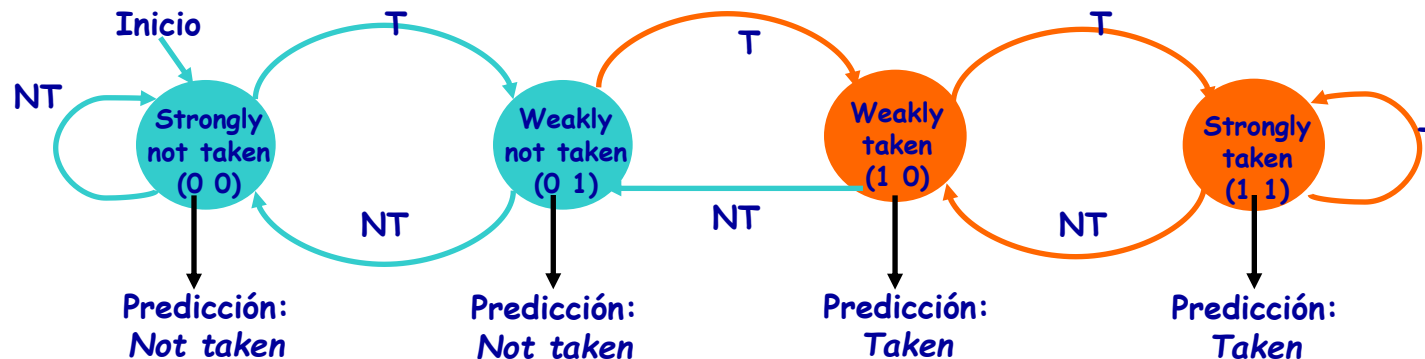 Inicio
T
T
T
NT
Strongly
not taken
(0 0)
Weakly
not taken
(0 1)
Weakly
taken
(1 0)
Strongly
taken
(1 1)
NT
NT
NT
Predicción:
Not taken
Predicción:
Not taken
Predicción:
Taken
Predicción:
Taken